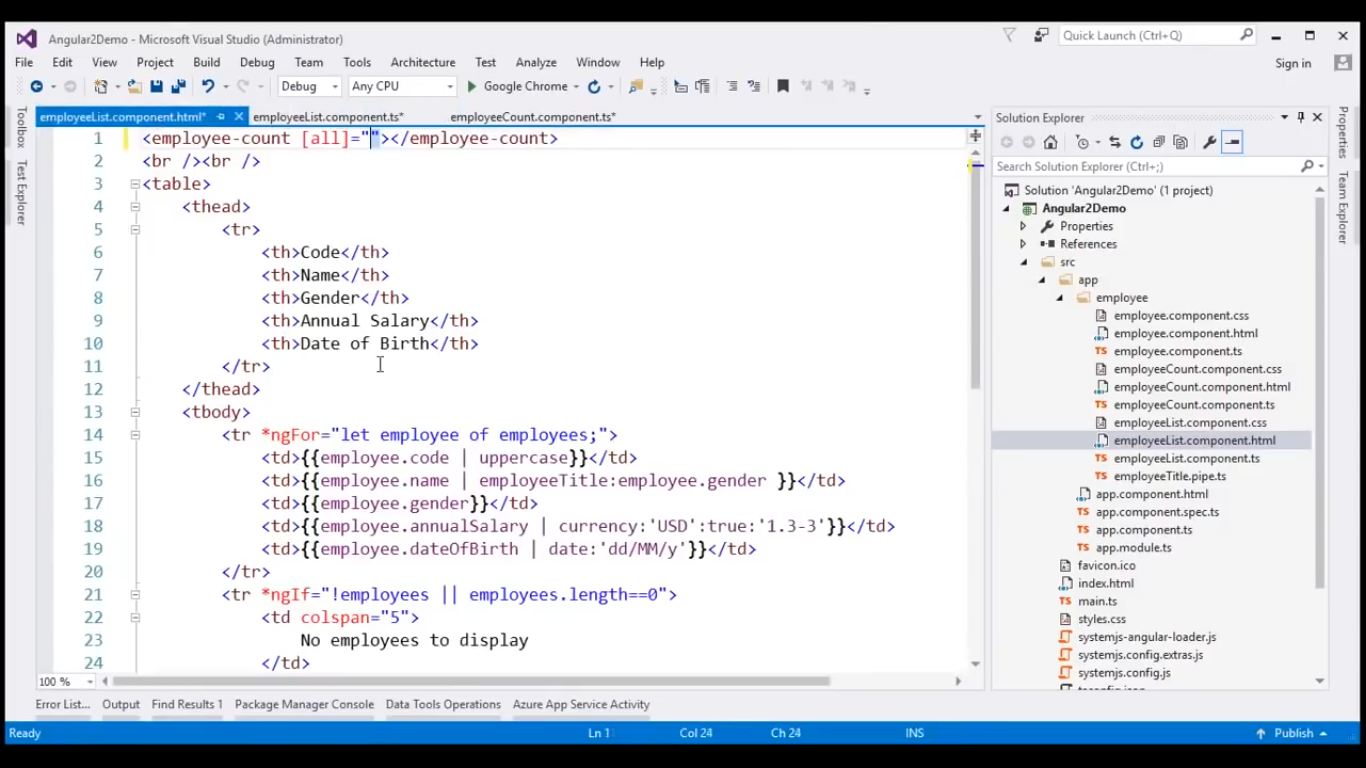 Angular2Demo - Microsoft Visual Studio (Administrator)
Quick Launch (Ctrl+Q)
File Edit View Project Build Debug Team Tools Architecture Test Analyze Window Help
Sign in
Debug Any CPU Google Chrome
Toolbox
Test Explorer
employeeList.component.html* employeeList.component.ts* employeeCount.component.ts*
1 <employee-count [all]=""></employee-count>
2 <br /><br />
3 <table>
4 <thead>
5 <tr>
6 <th>Code</th>
7 <th>Name</th>
8 <th>Gender</th>
9 <th>Annual Salary</th>
10 <th>Date of Birth</th>
11 </tr>
12 </thead>
13 <tbody>
14 <tr *ngFor="let employee of employees;">
15 <td>{{employee.code | uppercase}}</td>
16 <td>{{employee.name | employeeTitle:employee.gender }}</td>
17 <td>{{employee.gender}}</td>
18 <td>{{employee.annualSalary | currency:'USD':true:'1.3-3'}}</td>
19 <td>{{employee.dateOfBirth | date:'dd/MM/y'}}</td>
20 </tr>
21 <tr *ngIf="!employees || employees.length==0">
22 <td colspan="5">
23 No employees to display
24 </td>
100 %
Solution Explorer
Search Solution Explorer (Ctrl+;)
Solution 'Angular2Demo' (1 project)
Angular2Demo
Properties
References
src
app
employee
employee.component.css
employee.component.html
employee.component.ts
employeeCount.component.css
employeeCount.component.html
employeeCount.component.ts
employeeList.component.css
employeeList.component.html
employeeList.component.ts
employeeTitle.pipe.ts
app.component.html
app.component.spec.ts
app.component.ts
app.module.ts
favicon.ico
index.html
main.ts
styles.css
systemjs-angular-loader.js
systemjs.config.extras.js
systemjs.config.js
Properties
Team Explorer
Error List... Output Find Results 1 Package Manager Console Data Tools Operations Azure App Service Activity
Ready Ln 1 Col 24 Ch 24 INS Publish